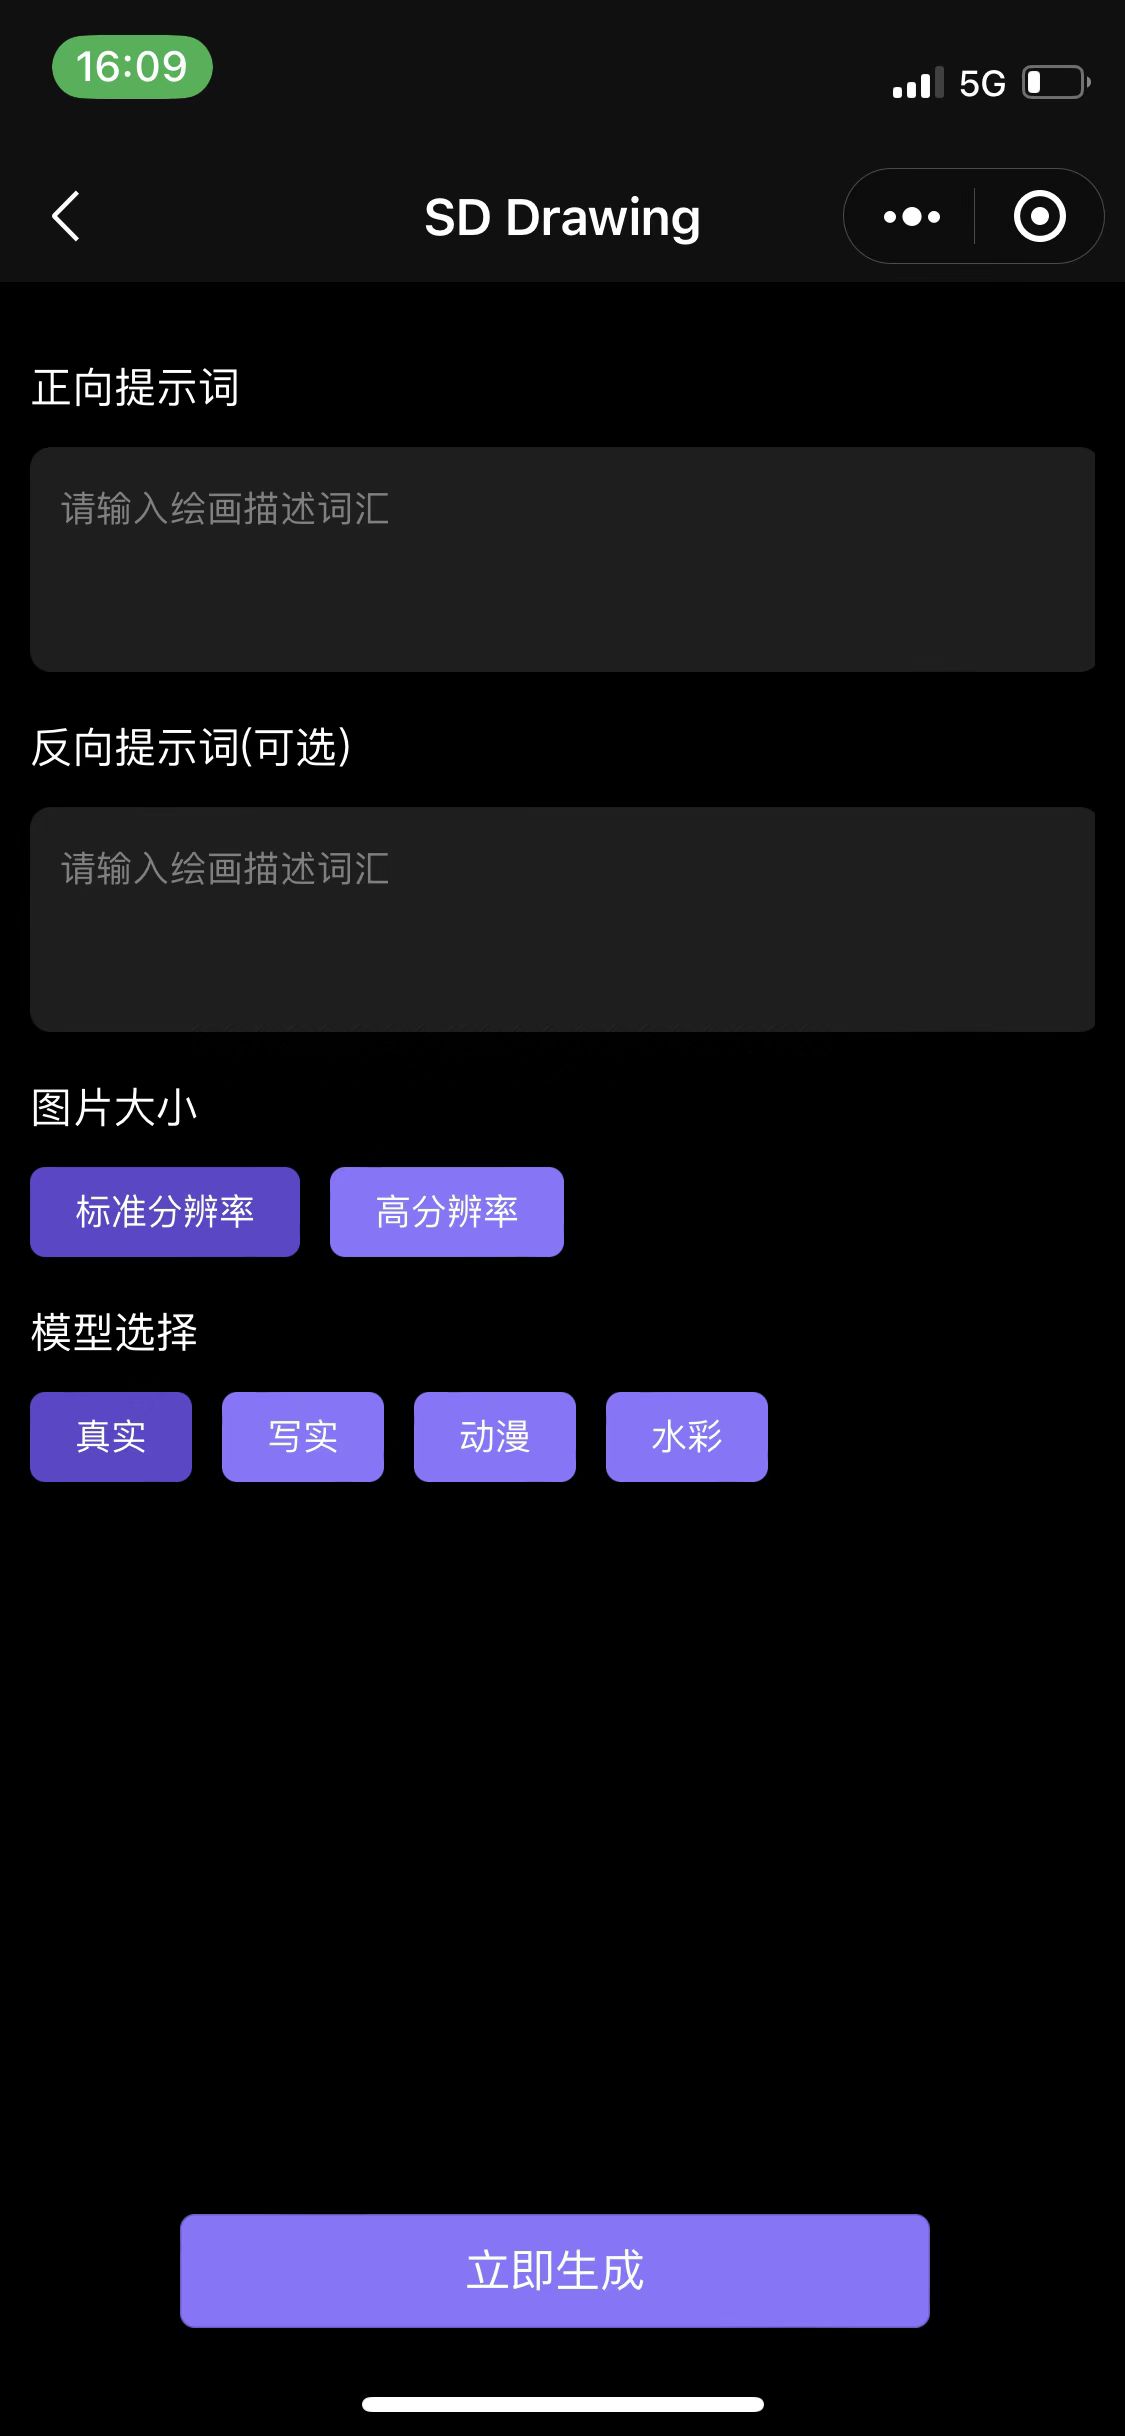 16:09
5G
SD Drawing
正向提示词
请输入绘画描述词汇
反向提示词(可选)
请输入绘画描述词汇
图片大小
标准分辨率 高分辨率
模型选择
真实 写实 动漫 水彩
立即生成